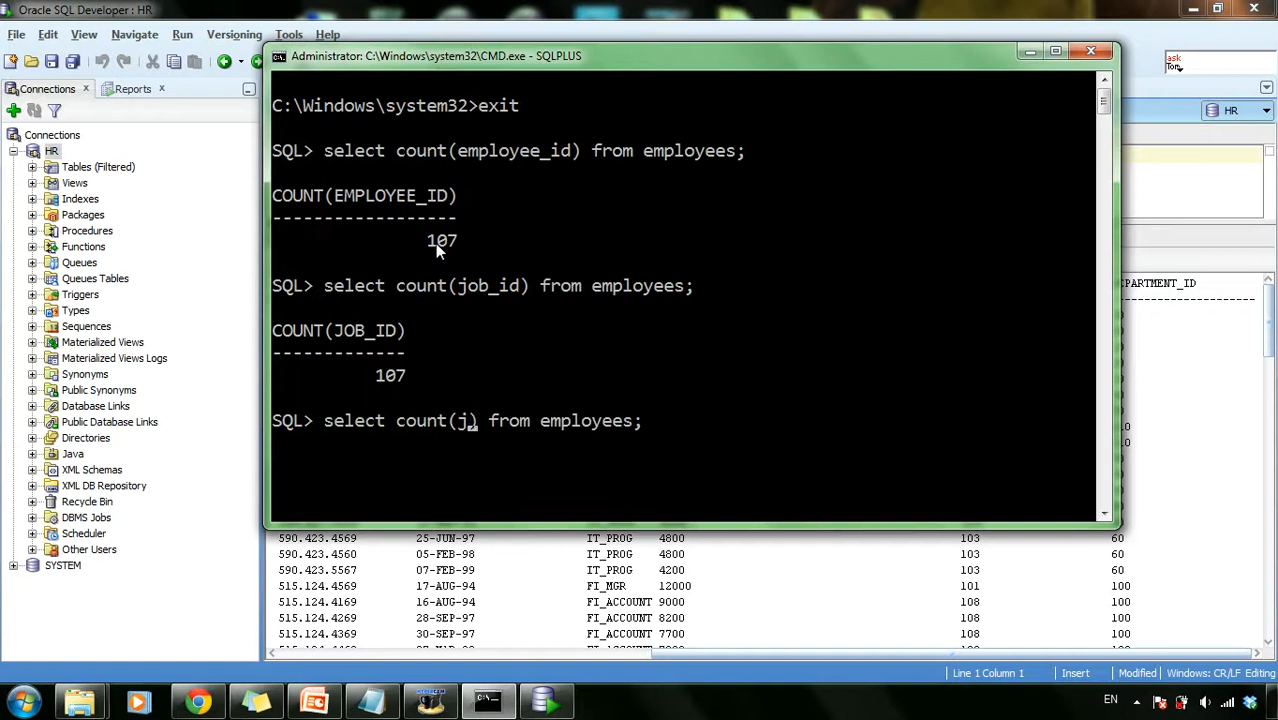 Oracle SQL Developer : HR
File Edit View Navigate Run Versioning Tools Help
ask
Tom
Connections Reports
HR
Connections
HR
Tables (Filtered)
Views
Indexes
Packages
Procedures
Functions
Queues
Queues Tables
Triggers
Types
Sequences
Materialized Views
Materialized Views Logs
Synonyms
Public Synonyms
Database Links
Public Database Links
Directories
Java
XML Schemas
XML DB Repository
Recycle Bin
DBMS Jobs
Scheduler
Other Users
SYSTEM
Administrator: C:\Windows\system32\CMD.exe - SQLPLUS
C:\Windows\system32>exit
SQL> select count(employee_id) from employees;
COUNT(EMPLOYEE_ID)
------------------
107
SQL> select count(job_id) from employees;
COUNT(JOB_ID)
-------------
107
SQL> select count(j) from employees;
PARTMENT_ID
590.423.4569 25-JUN-97 IT_PROG 4800 103 60
590.423.4560 05-FEB-98 IT_PROG 4800 103 60
590.423.5567 07-FEB-99 IT_PROG 4200 103 60
515.124.4569 17-AUG-94 FI_MGR 12000 101 100
515.124.4169 16-AUG-94 FI_ACCOUNT 9000 108 100
515.124.4269 28-SEP-97 FI_ACCOUNT 8200 108 100
515.124.4369 30-SEP-97 FI_ACCOUNT 7700 108 100
Line 1 Column 1 Insert Modified Windows: CR/LF Editing
EN